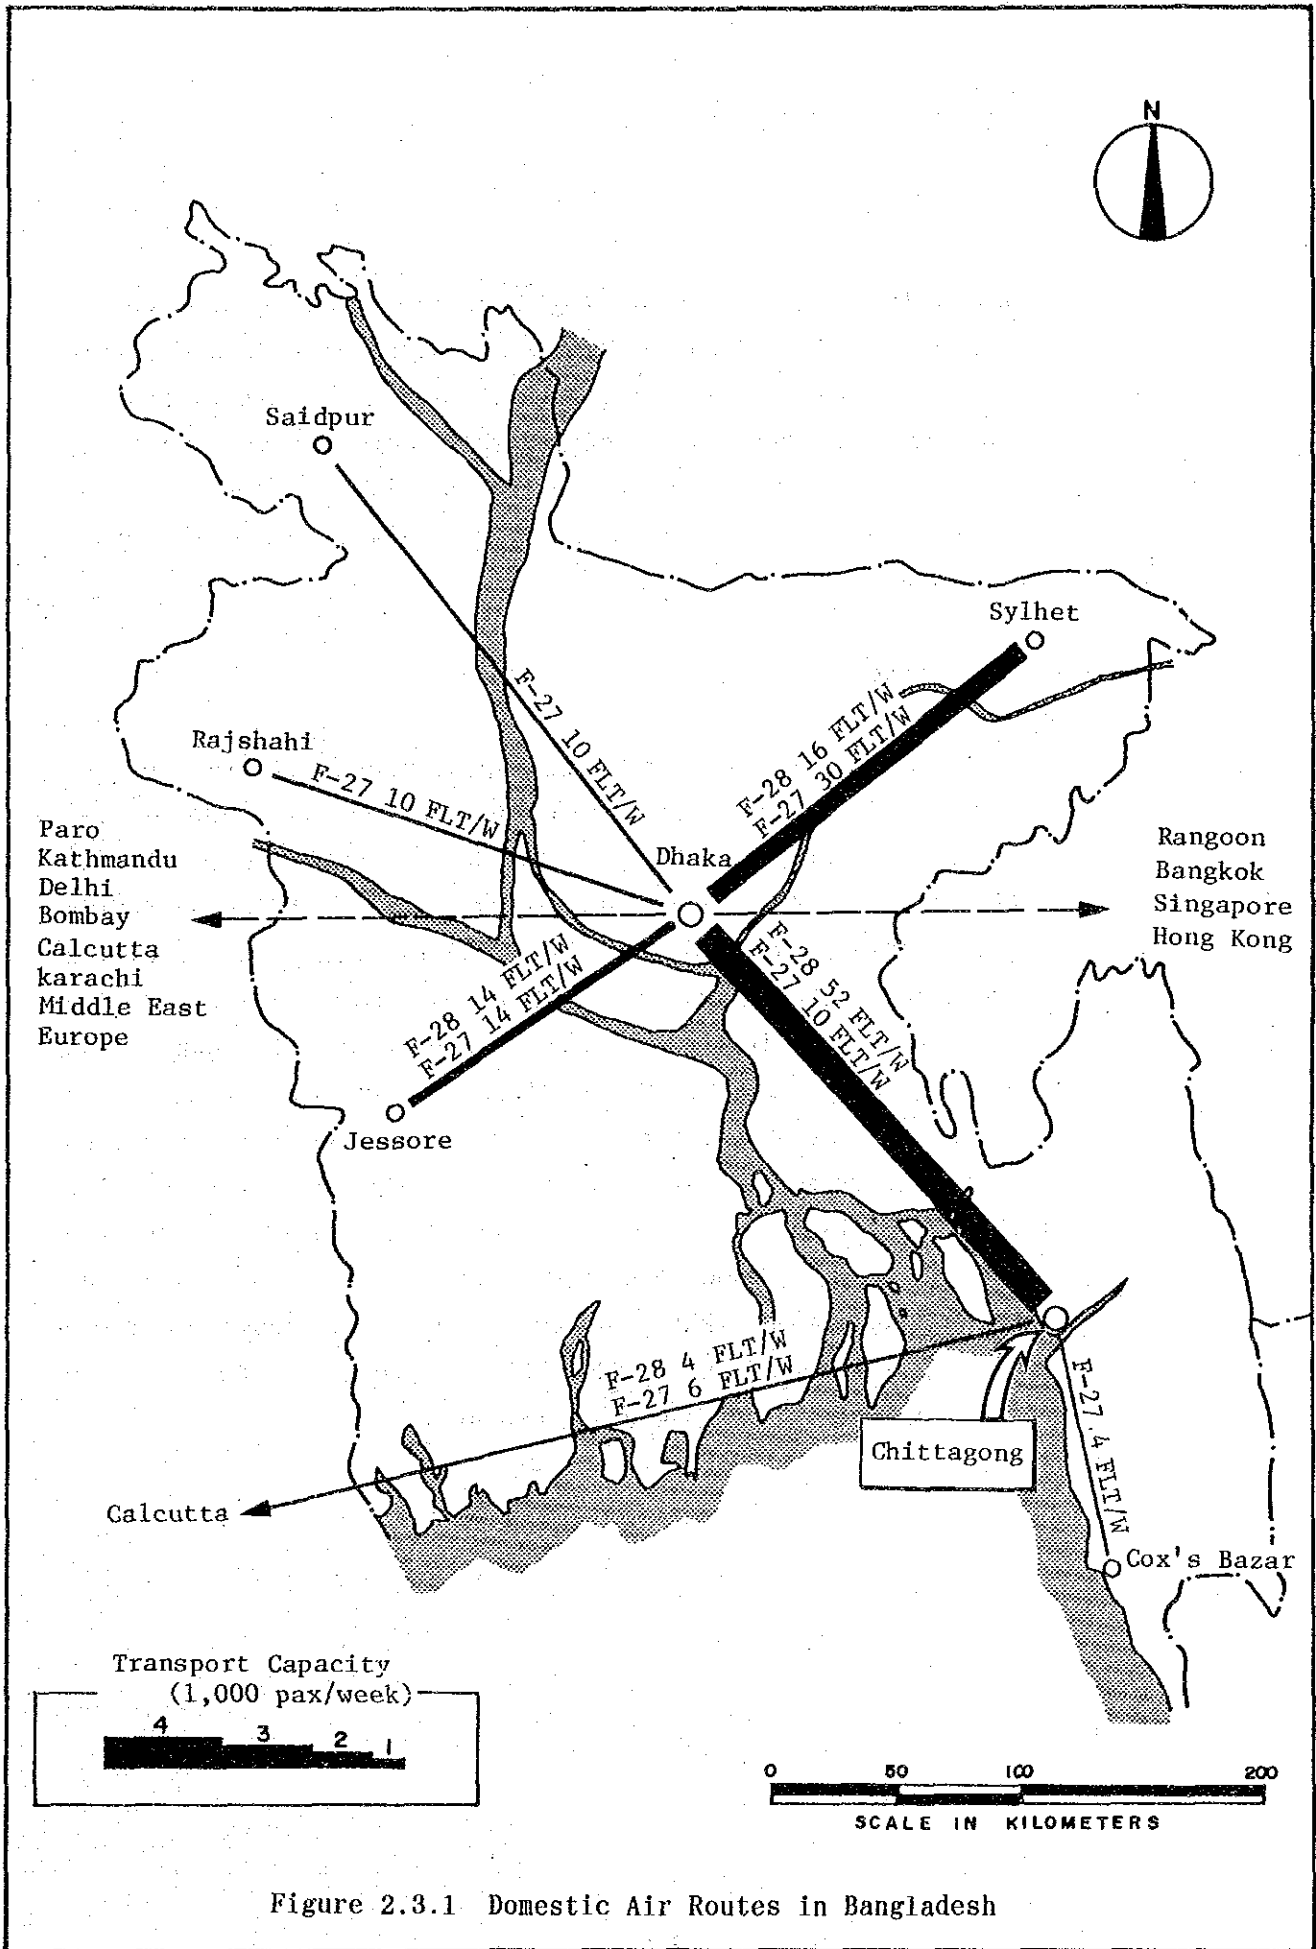 N
Saidpur
Sylhet
F-27 10 FLT/W
F-28 16 FLT/W
F-27 30 FLT/W
Rajshahi
F-27 10 FLT/W
Dhaka
Paro
Kathmandu
Delhi
Bombay
Calcutta
karachi
Middle East
Europe
Rangoon
Bangkok
Singapore
Hong Kong
F-28 14 FLT/W
F-27 14 FLT/W
F-28 52 FLT/W
F-27 10 FLT/W
Jessore
F-28 4 FLT/W
F-27 6 FLT/W
F-27 4 FLT/W
Chittagong
Calcutta
Cox's Bazar
Transport Capacity
(1,000 pax/week)
4 3 2 1
0 50 100 200
SCALE IN KILOMETERS
Figure 2.3.1 Domestic Air Routes in Bangladesh